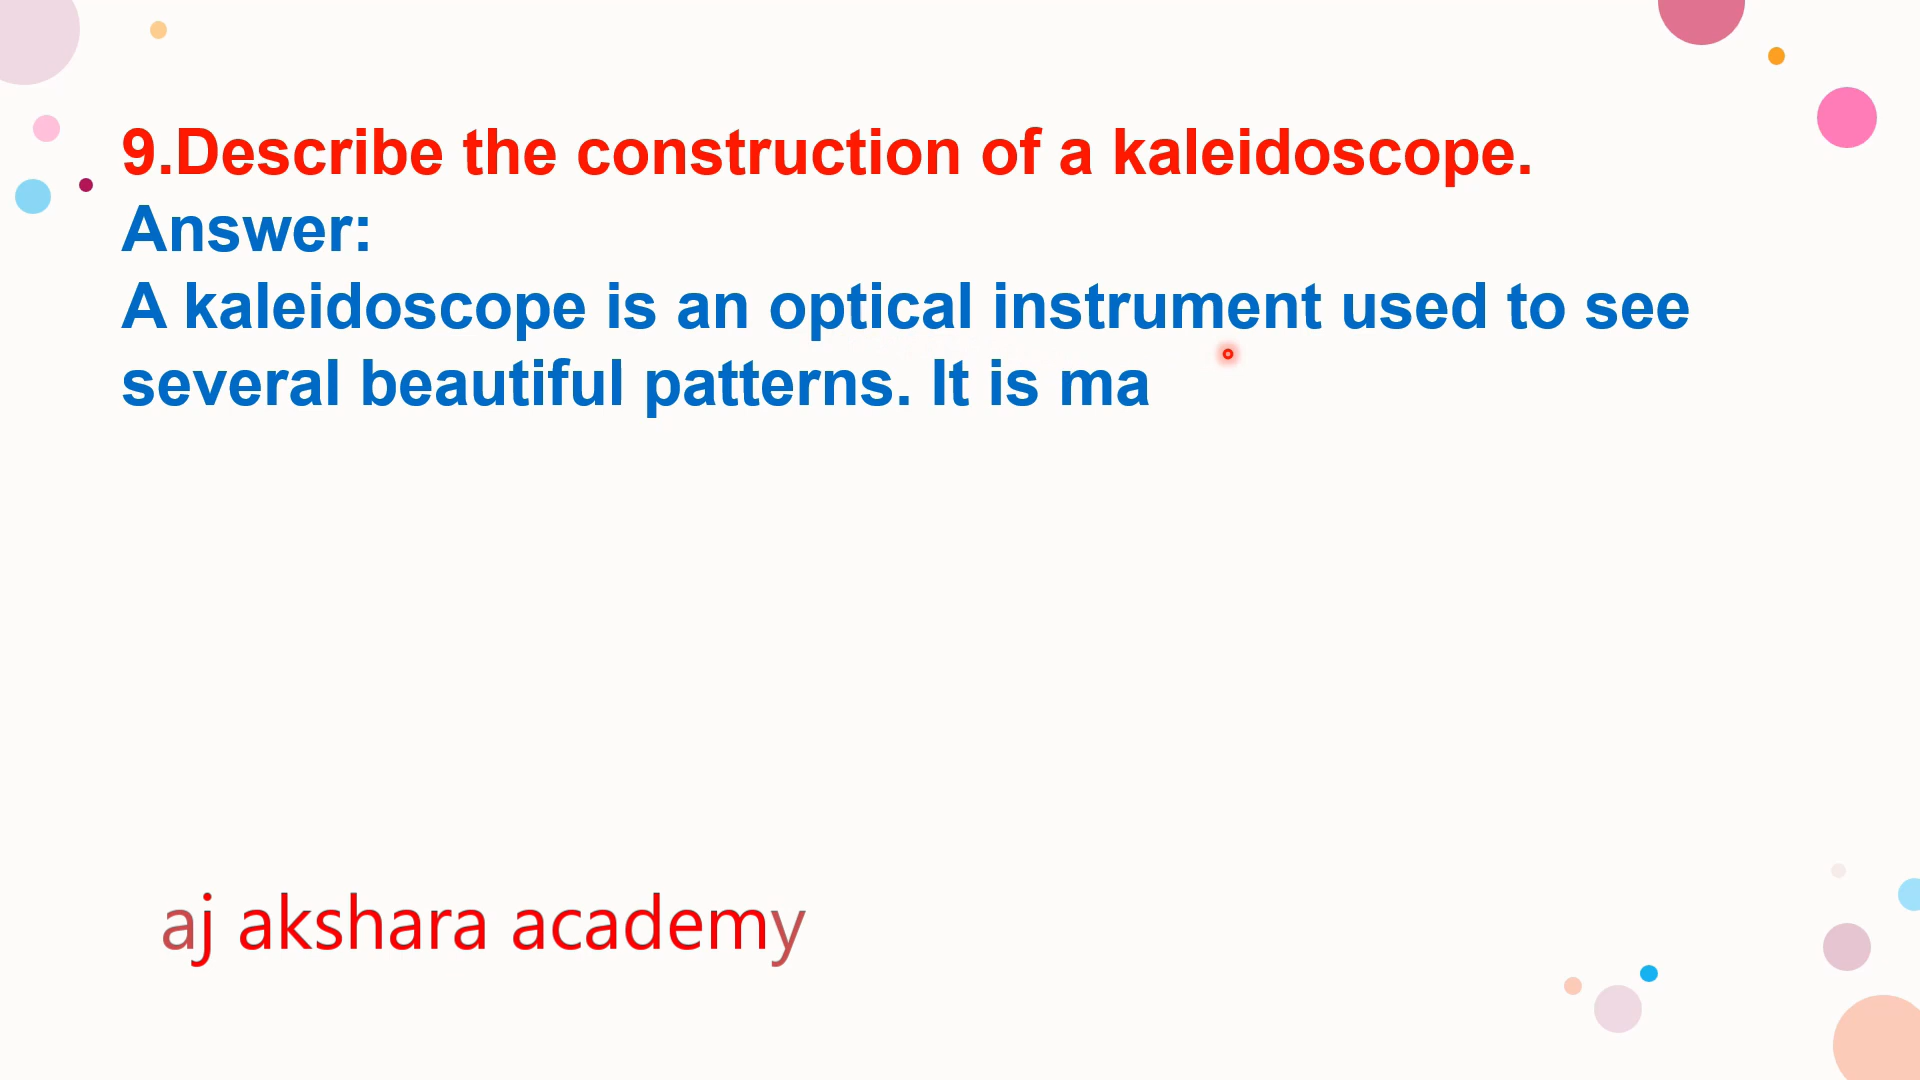 9.Describe the construction of a kaleidoscope.
Answer:
A kaleidoscope is an optical instrument used to see
several beautiful patterns. It is ma
aj akshara academy